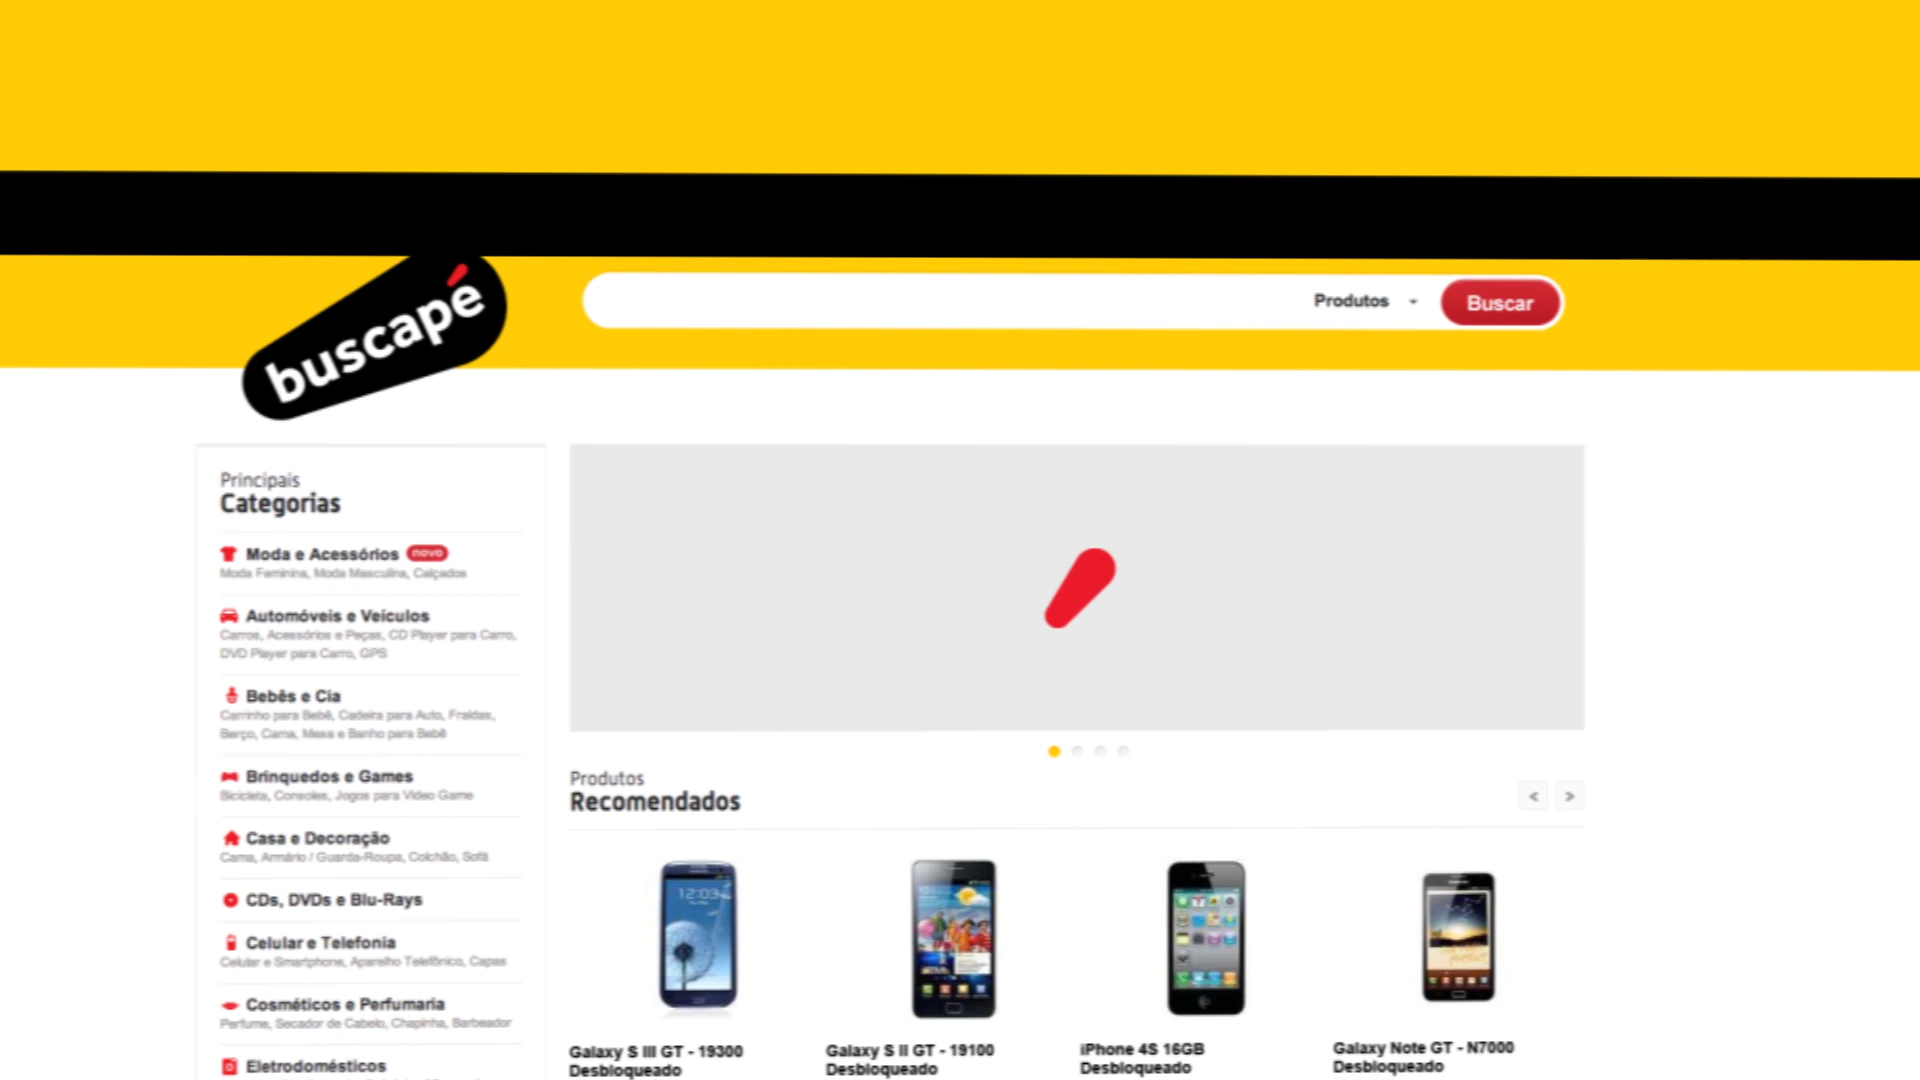 buscapé
Produtos
Buscar
Principais
Categorias
Moda e Acessórios novo
Moda Feminina, Moda Masculina, Calçados
Automóveis e Veículos
Carros, Acessórios e Peças, CD Player para Carro,
DVD Player para Carro, GPS
Bebês e Cia
Carrinho para Bebê, Cadeira para Auto, Fraldas,
Berço, Cama, Mesa e Banho para Bebê
Brinquedos e Games
Bicicleta, Consoles, Jogos para Video Game
Casa e Decoração
Cama, Armário / Guarda-Roupa, Colchão, Sofá
CDs, DVDs e Blu-Rays
Celular e Telefonia
Celular e Smartphone, Aparelho Telefônico, Capas
Cosméticos e Perfumaria
Perfume, Secador de Cabelo, Chapinha, Barbeador
Eletrodomésticos
Produtos
Recomendados
< >
12:03
Galaxy S III GT - 19300
Desbloqueado
Galaxy S II GT - 19100
Desbloqueado
iPhone 4S 16GB
Desbloqueado
Galaxy Note GT - N7000
Desbloqueado